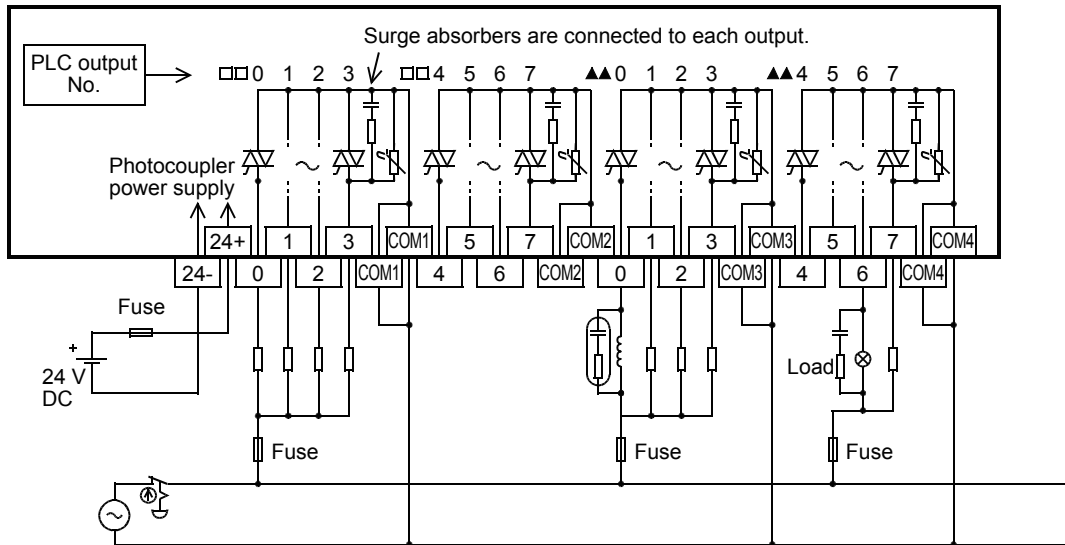 Surge absorbers are connected to each output.
PLC output
No.
□□0 1 2 3 □□4 5 6 7 ▲▲0 1 2 3 ▲▲4 5 6 7
Photocoupler
power supply
24+ 1 3 COM1 5 7 COM2 1 3 COM3 5 7 COM4
24- 0 2 COM1 4 6 COM2 0 2 COM3 4 6 COM4
Fuse
+
24 V
DC
Load
Fuse Fuse Fuse